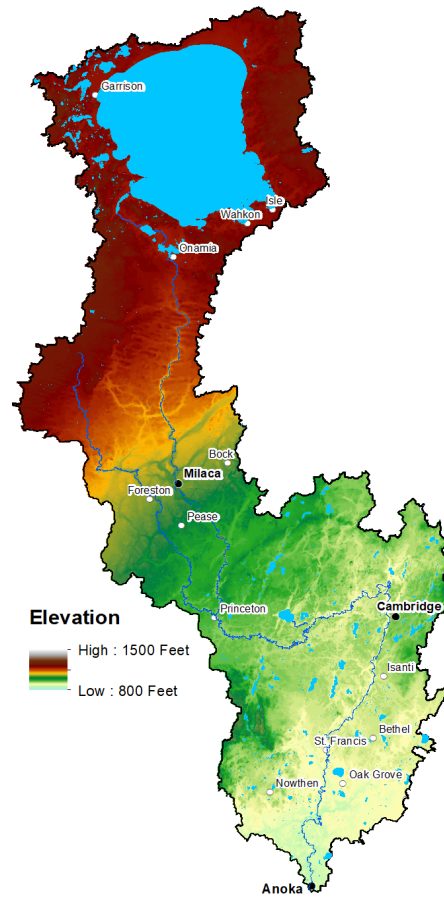 Garrison
Isle
Wahkon
Onamia
Bock
Milaca
Foreston
Pease
Elevation
High : 1500 Feet
Low : 800 Feet
Princeton
Cambridge
Isanti
Bethel
St. Francis
Oak Grove
Nowthen
Anoka